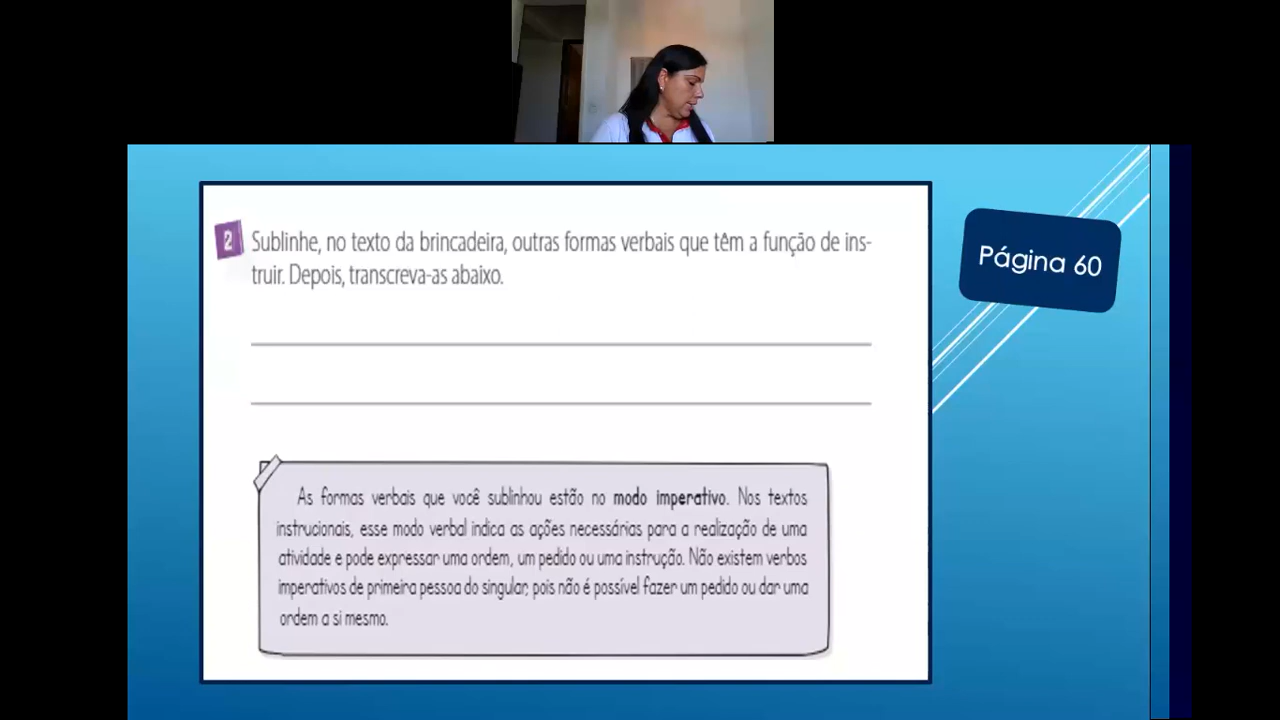 2 Sublinhe, no texto da brincadeira, outras formas verbais que têm a função de ins-
truir. Depois, transcreva-as abaixo.
Página 60
As formas verbais que você sublinhou estão no modo imperativo. Nos textos
instrucionais, esse modo verbal indica as ações necessárias para a realização de uma
atividade e pode expressar uma ordem, um pedido ou uma instrução. Não existem verbos
imperativos de primeira pessoa do singular; pois não é possível fazer um pedido ou dar uma
ordem a si mesmo.